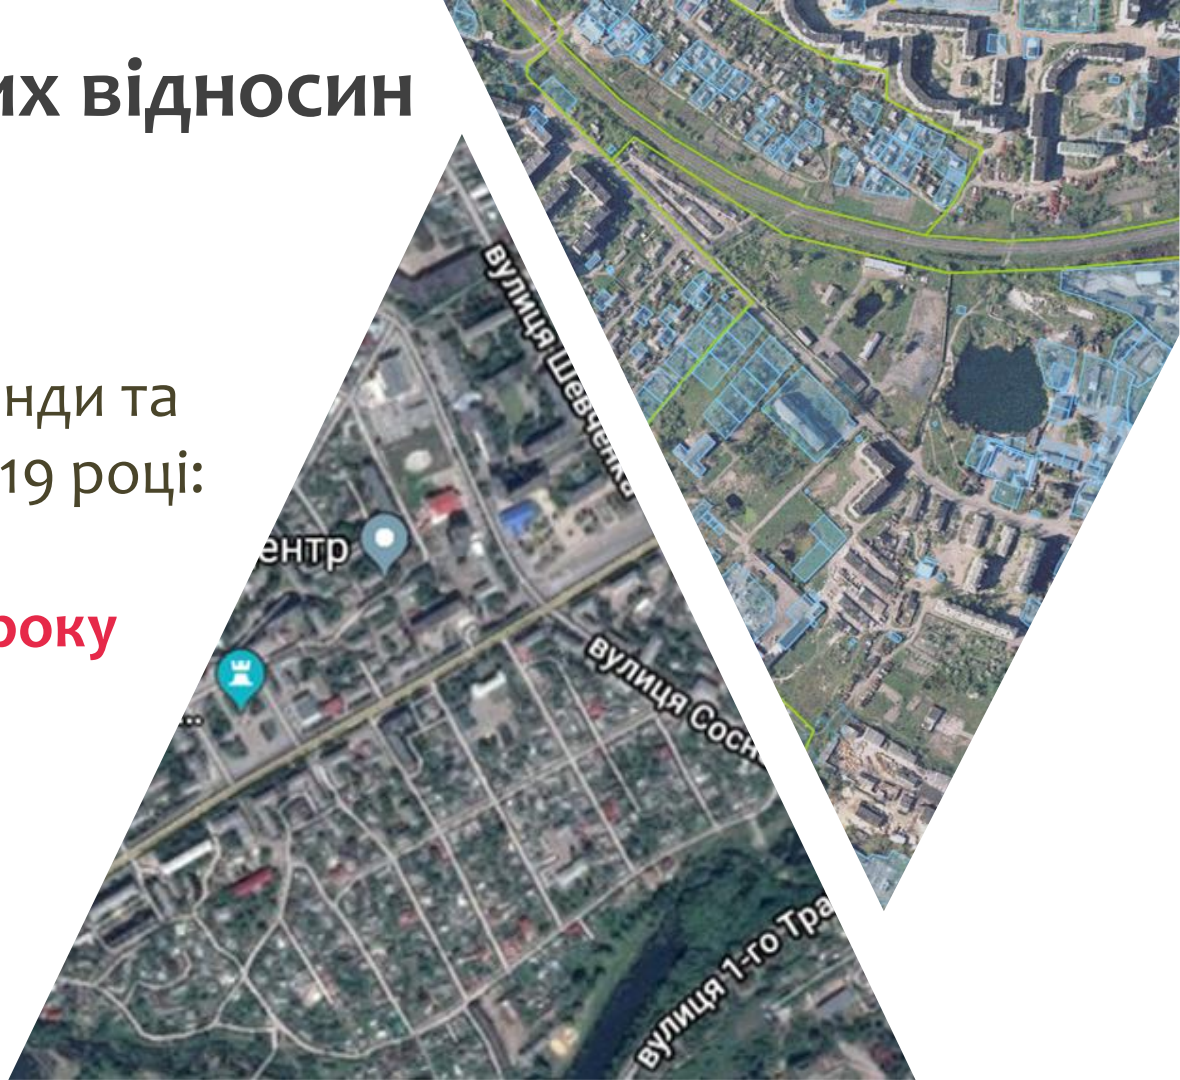 их відносин
нди та
19 році:
року
вулиця Шевченка
ентр
...
вулиця Сосн
вулиця 1-го Тра